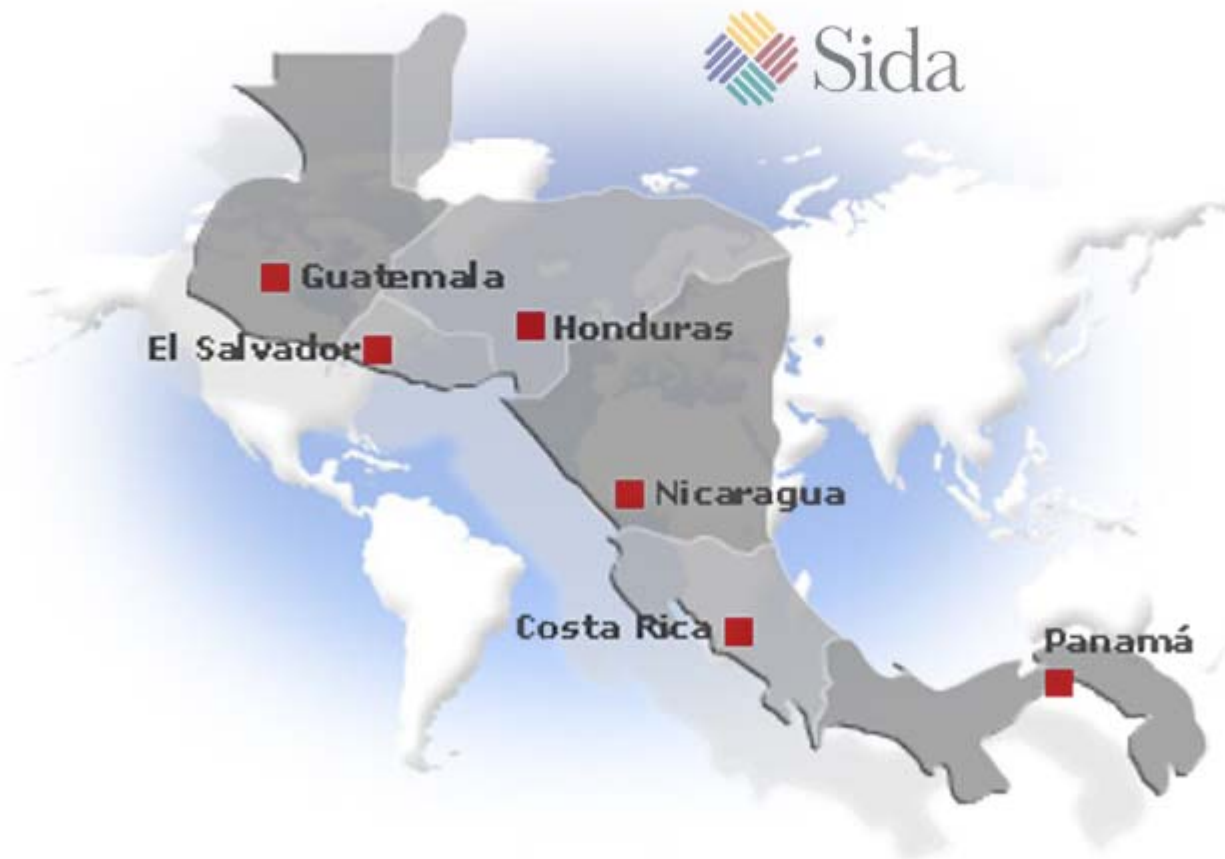 Sida
Guatemala
Honduras
El Salvador
Nicaragua
Costa Rica
Panamá